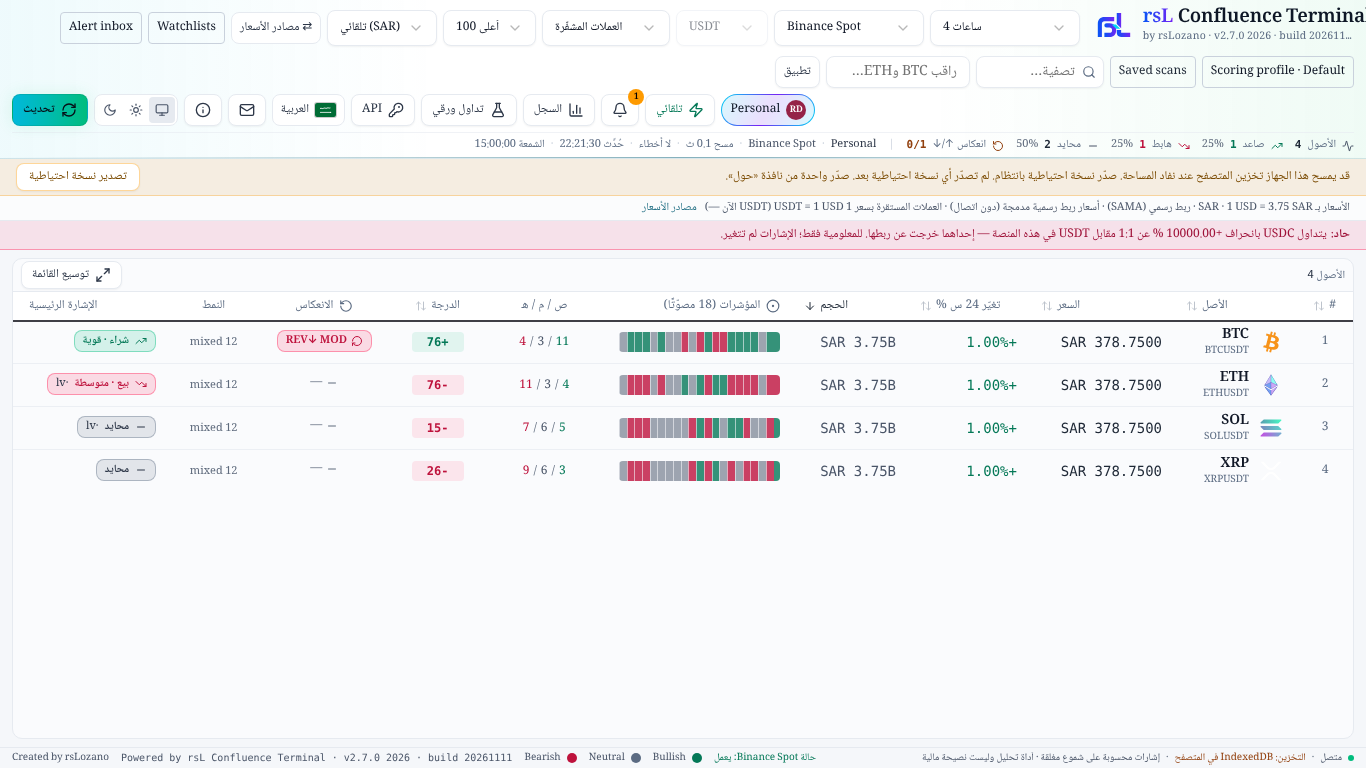 rsL Confluence Termina
by rsLozano · v2.7.0 2026 · build 202611...
4 ساعات
Binance Spot
USDT
العملات المشفّرة
أعلى 100
تلقائي (SAR)
⇄ مصادر الأسعار
Watchlists
Alert inbox
Scoring profile · Default
Saved scans
تصفية...
راقب BTC وETH...
تطبيق
RD Personal
تلقائي
1
السجل
تداول ورقي
API
العربية
تحديث
الأصول 4 صاعد 1 25% هابط 1 25% — محايد 2 50% انعكاس ↑/↓ 0/1 Personal · Binance Spot · مسح 0,1 ث · لا أخطاء · حُدّث 22:21:30 · الشمعة 15:00:00
قد يمسح هذا الجهاز تخزين المتصفح عند نفاد المساحة. صدّر نسخة احتياطية بانتظام. لم تصدّر أي نسخة احتياطية بعد. صدّر واحدة من نافذة «حول».
تصدير نسخة احتياطية
الأسعار بـ SAR · 1 USD = 3.75 SAR · ربط رسمي (SAMA) · أسعار ربط رسمية مدمجة (دون اتصال) · العملات المستقرة بسعر 1 USDT = 1 USD (USDT الآن —) مصادر الأسعار
حاد: يتداول USDC بانحراف +10000.00 % عن 1:1 مقابل USDT في هذه المنصة — إحداهما خرجت عن ربطها. للمعلومية فقط؛ الإشارات لم تتغير.
الأصول 4
توسيع القائمة
# الأصل السعر تغيّر 24 س % الحجم المؤشرات (18 مصوّتًا) ص / م / هـ الدرجة الانعكاس النمط الإشارة الرئيسية
1 BTC SAR 378.7500 +1.00% SAR 3.75B 11 / 3 / 4 +76 REV↓ MOD mixed 12 شراء · قوية
BTCUSDT
2 ETH SAR 378.7500 +1.00% SAR 3.75B 4 / 3 / 11 -76 — — mixed 12 بيع · متوسطة ·lv
ETHUSDT
3 SOL SAR 378.7500 +1.00% SAR 3.75B 5 / 6 / 7 -15 — — mixed 12 — محايد ·lv
SOLUSDT
4 XRP SAR 378.7500 +1.00% SAR 3.75B 3 / 6 / 9 -26 — — mixed 12 — محايد
XRPUSDT
متصل · التخزين: IndexedDB في المتصفح · إشارات محسوبة على شموع مغلقة · أداة تحليل وليست نصيحة مالية
حالة Binance Spot: يعمل Bullish Neutral Bearish Powered by rsL Confluence Terminal · v2.7.0 2026 · build 20261111 Created by rsLozano